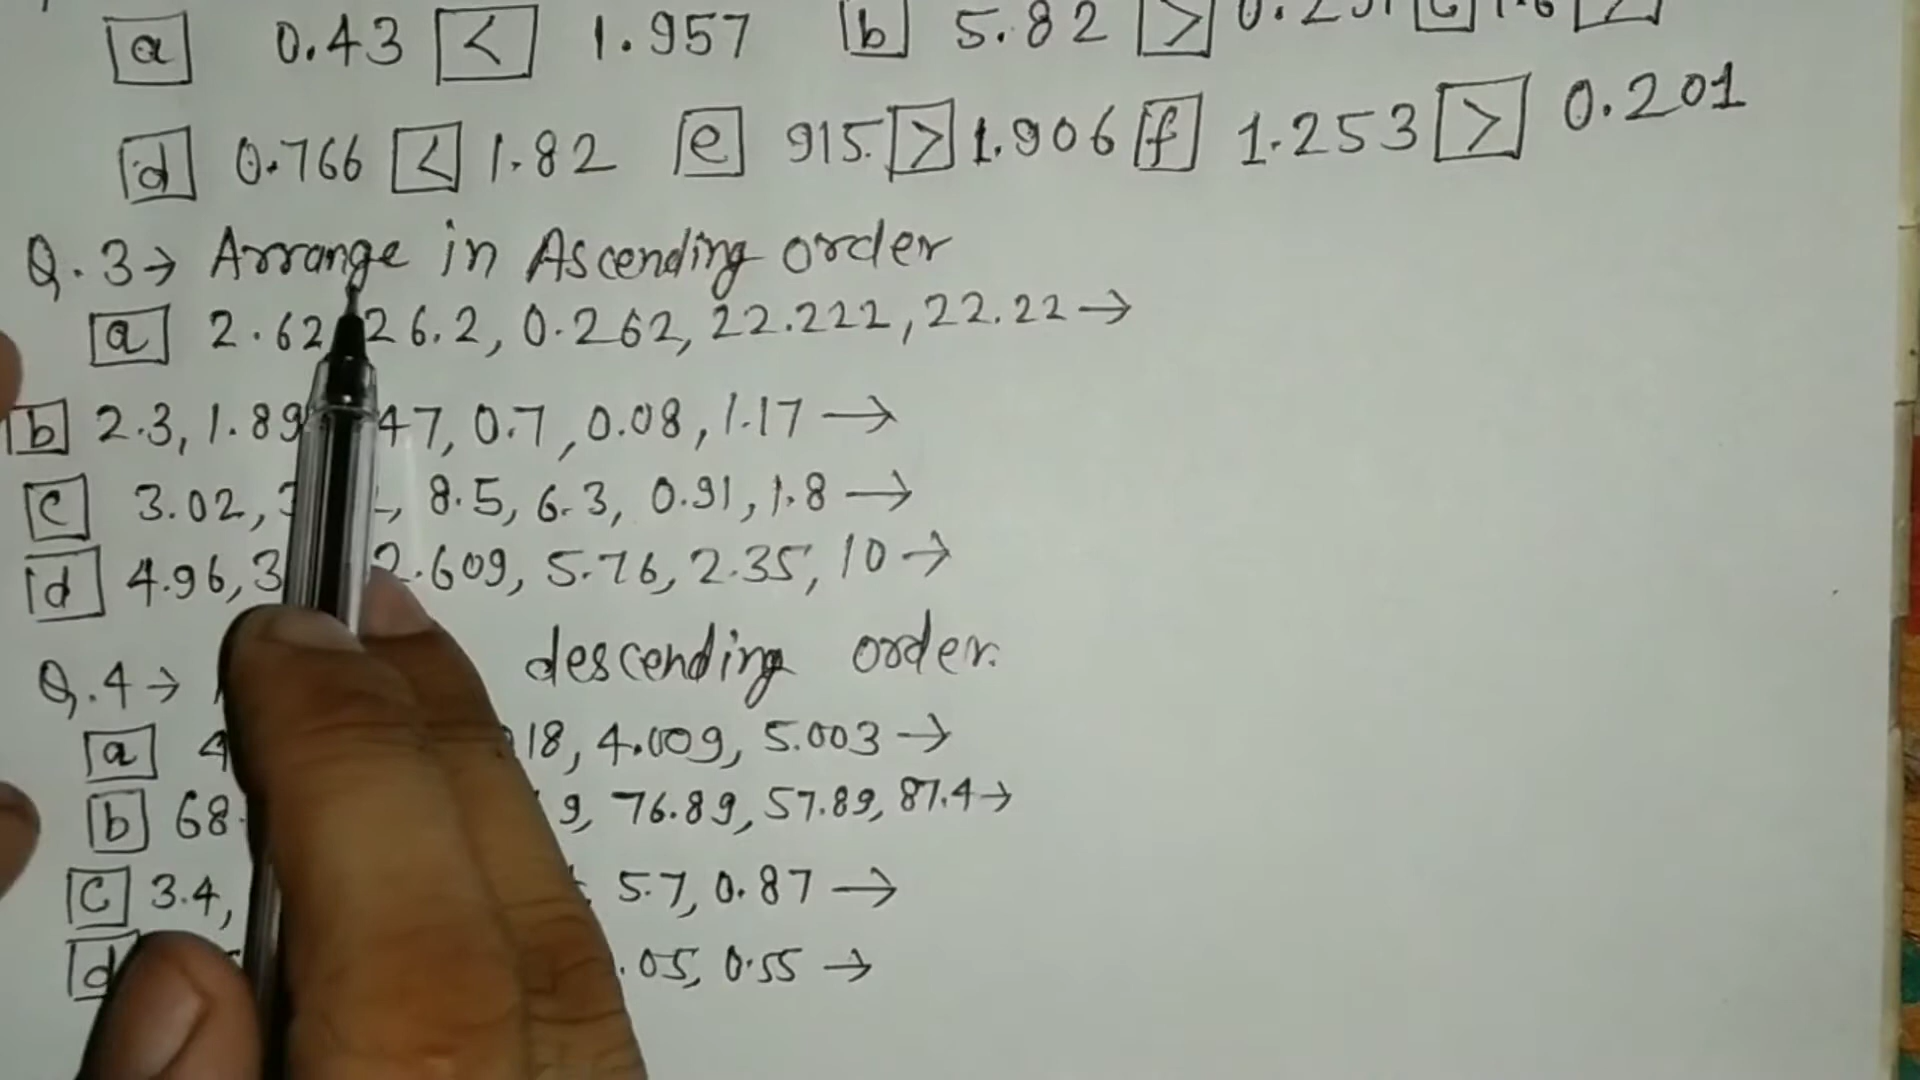 a 0.43 < 1.957 b 5.82 >
d 0.766 < 1.82 e 915. > 1.906 f 1.253 > 0.201
Q.3→ Arrange in Ascending order
a 2.62 26.2, 0.262, 22.222, 22.22 →
b 2.3, 1.89 47, 0.7, 0.08, 1.17 →
c 3.02, 8.5, 6.3, 0.91, 1.8 →
d 4.96, 3 2.609, 5.76, 2.35, 10 →
Q.4→ descending order.
a 4 18, 4.009, 5.003 →
b 68. 9, 76.89, 57.89, 87.4→
C 3.4, 5.7, 0.87 →
d .05, 0.55 →